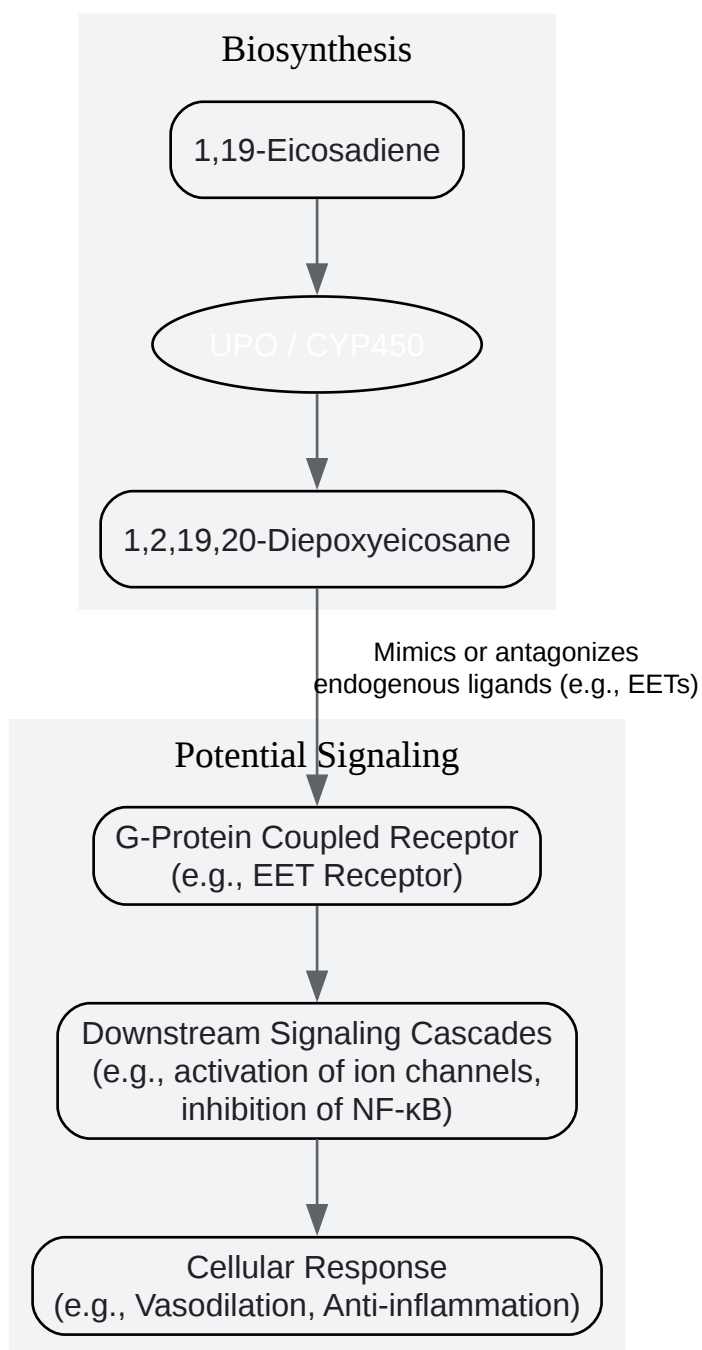 Biosynthesis
1,19-Eicosadiene
UPO / CYP450
1,2,19,20-Diepoxyeicosane
Mimics or antagonizes
endogenous ligands (e.g., EETs)
Potential Signaling
G-Protein Coupled Receptor
(e.g., EET Receptor)
Downstream Signaling Cascades
(e.g., activation of ion channels,
inhibition of NF-κB)
Cellular Response
(e.g., Vasodilation, Anti-inflammation)